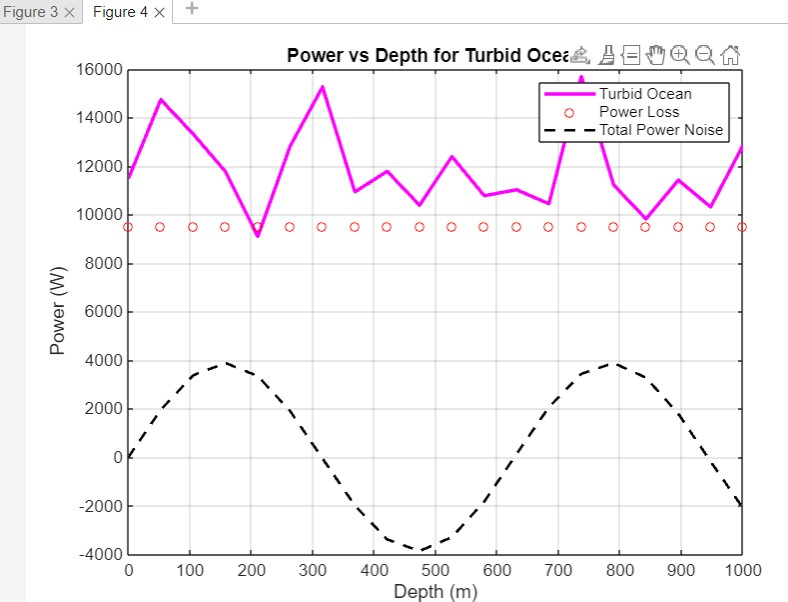 Figure 3 × Figure 4 × +
Power vs Depth for Turbid
16000
14000
12000
10000
8000
6000
4000
2000
0
-2000
-4000
Power (W)
Turbid Ocean
Power Loss
Total Power Noise
0 100 200 300 400 500 600 700 800 900 1000
Depth (m)